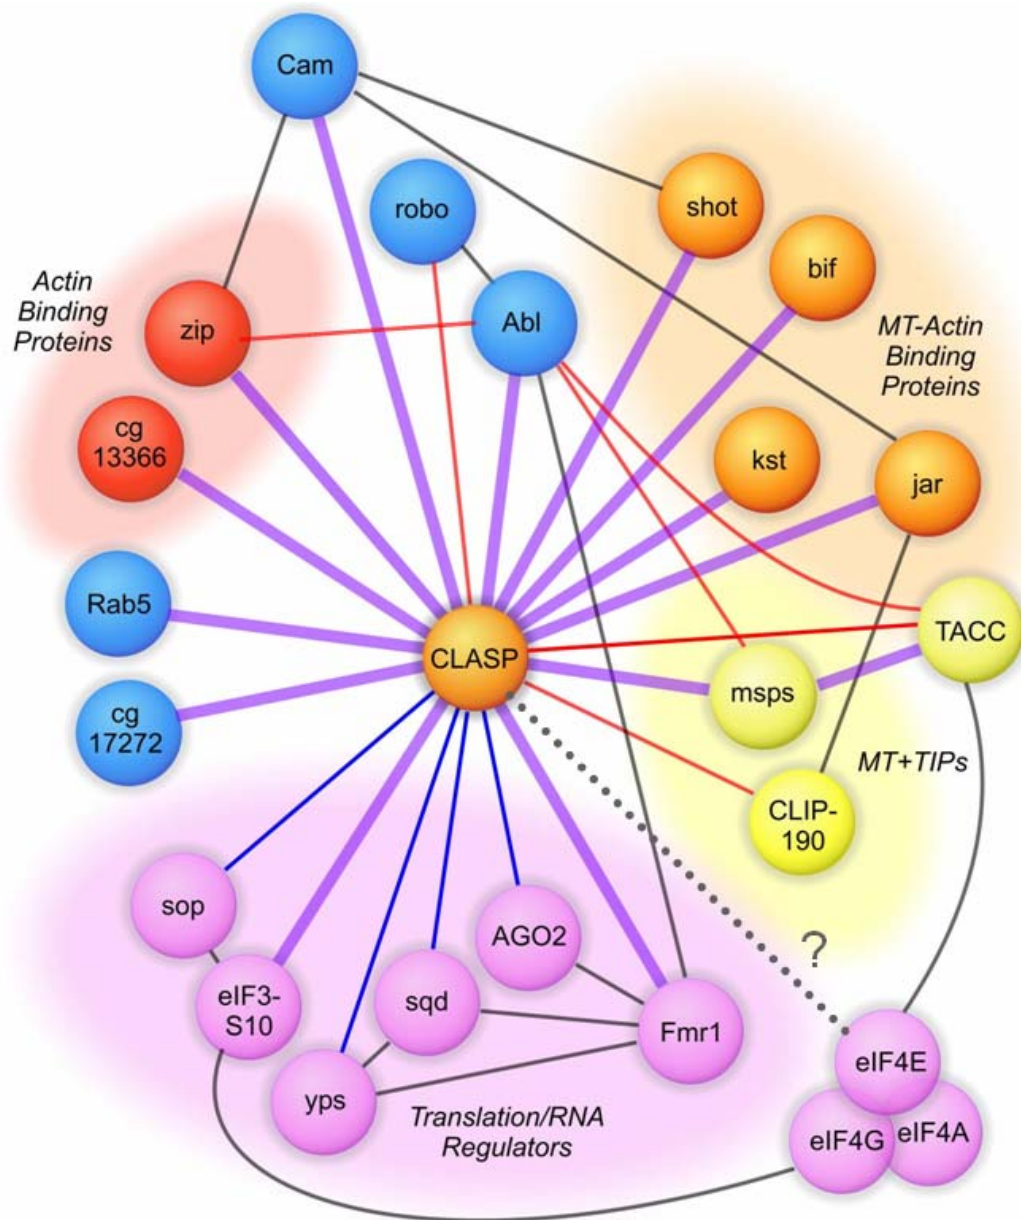 Cam
robo
shot
bif
Actin
Binding
Proteins
zip
Abl
MT-Actin
Binding
Proteins
cg
13366
kst
jar
Rab5
CLASP
TACC
msps
cg
17272
MT+TIPs
CLIP-
190
sop
AGO2
?
eIF3-
S10
sqd
Fmr1
eIF4E
yps
Translation/RNA
Regulators
eIF4G
eIF4A